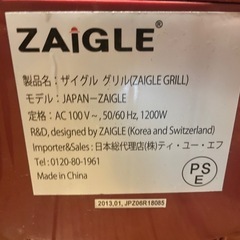 ZAiGLE®
製品名：ザイグル グリル(ZAIGLE GRILL)
モデル：JAPAN－ZAIGLE
定格：AC 100 V～, 50/60 Hz, 1200W
R&D, designed by ZAIGLE (Korea and Switzerland)
Importer&Sales : 日本総代理店(株)ティ・ユー・エフ
Tel : 0120-80-1961
Made in China
PS
E
2013,01, JPZ06R18085